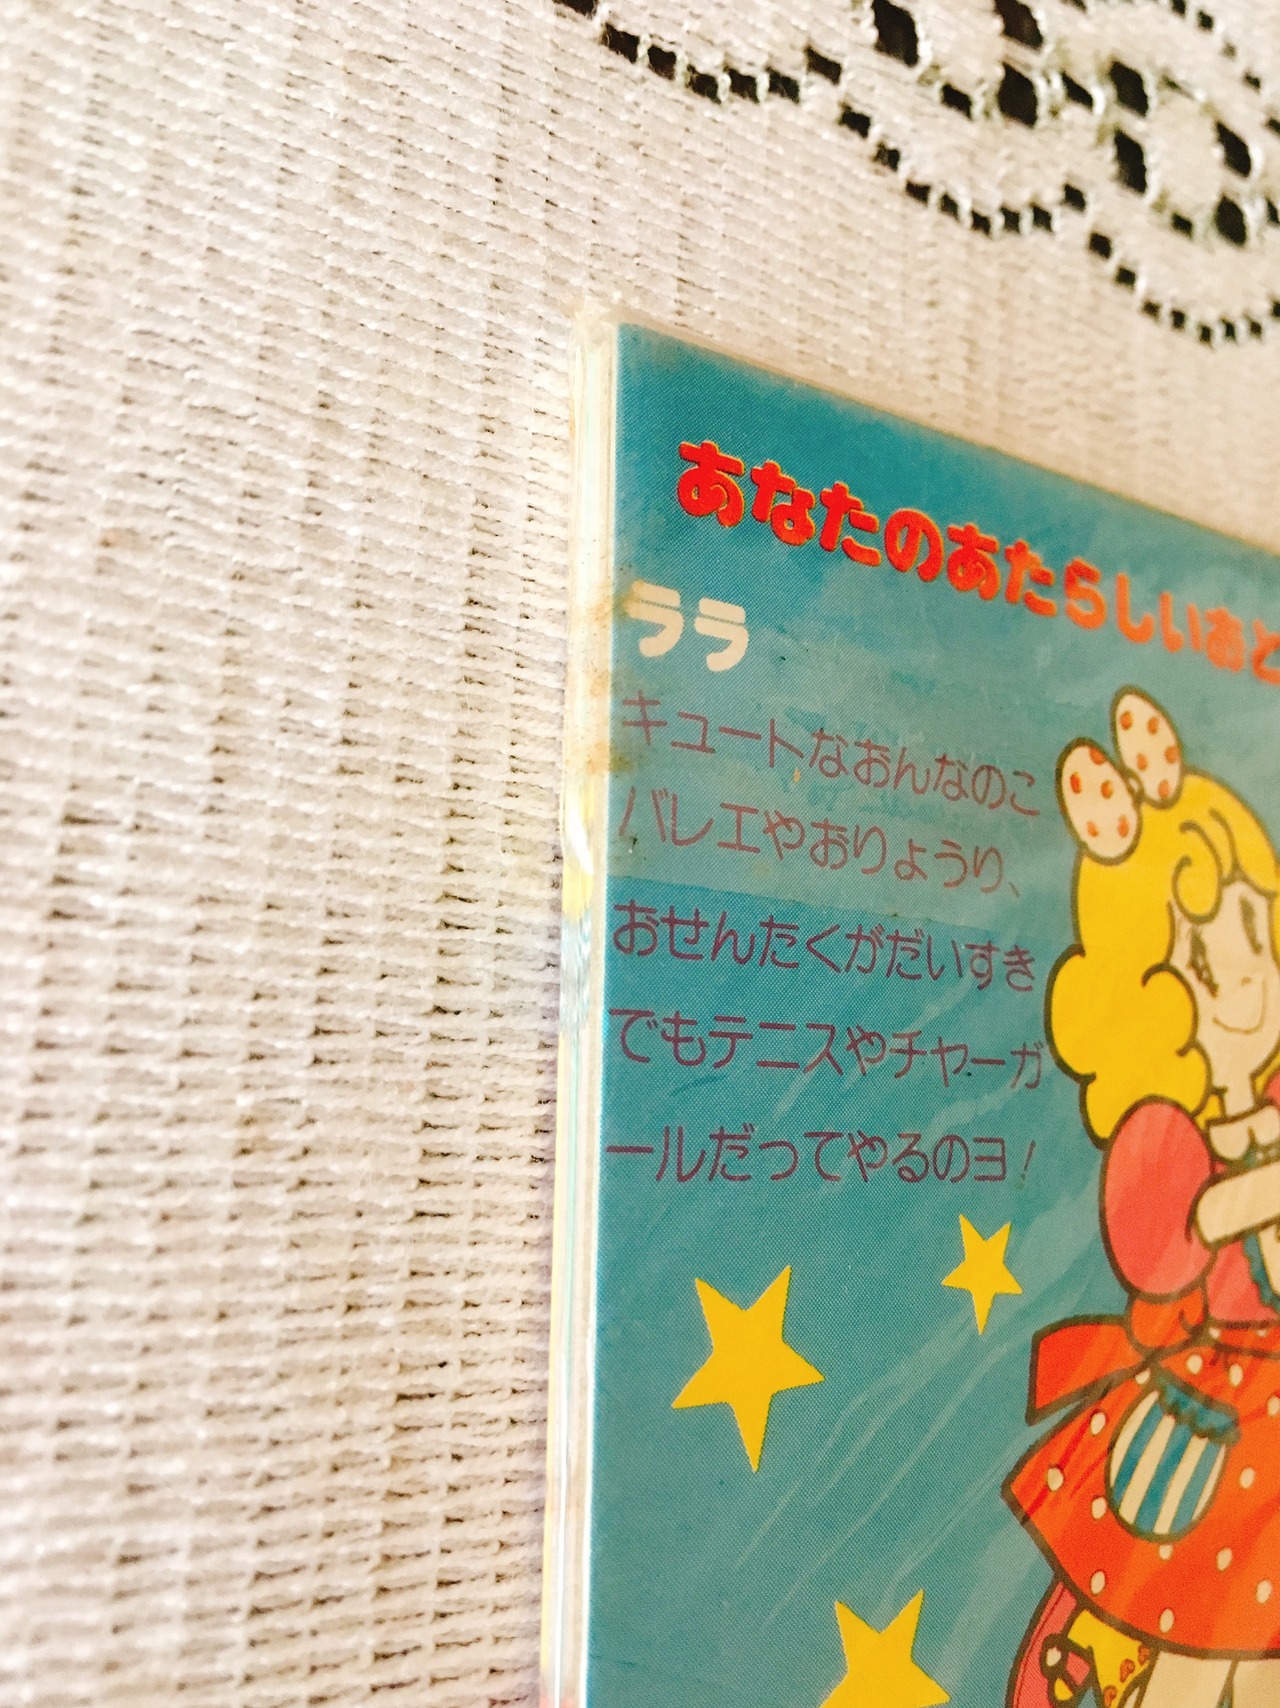 あなたのあたらしいおと
ララ
キュートなおんなのこ
バレエやおりょうり、
おせんたくがだいすき
でもテニスやチャーガ
ールだってやるのヨ！